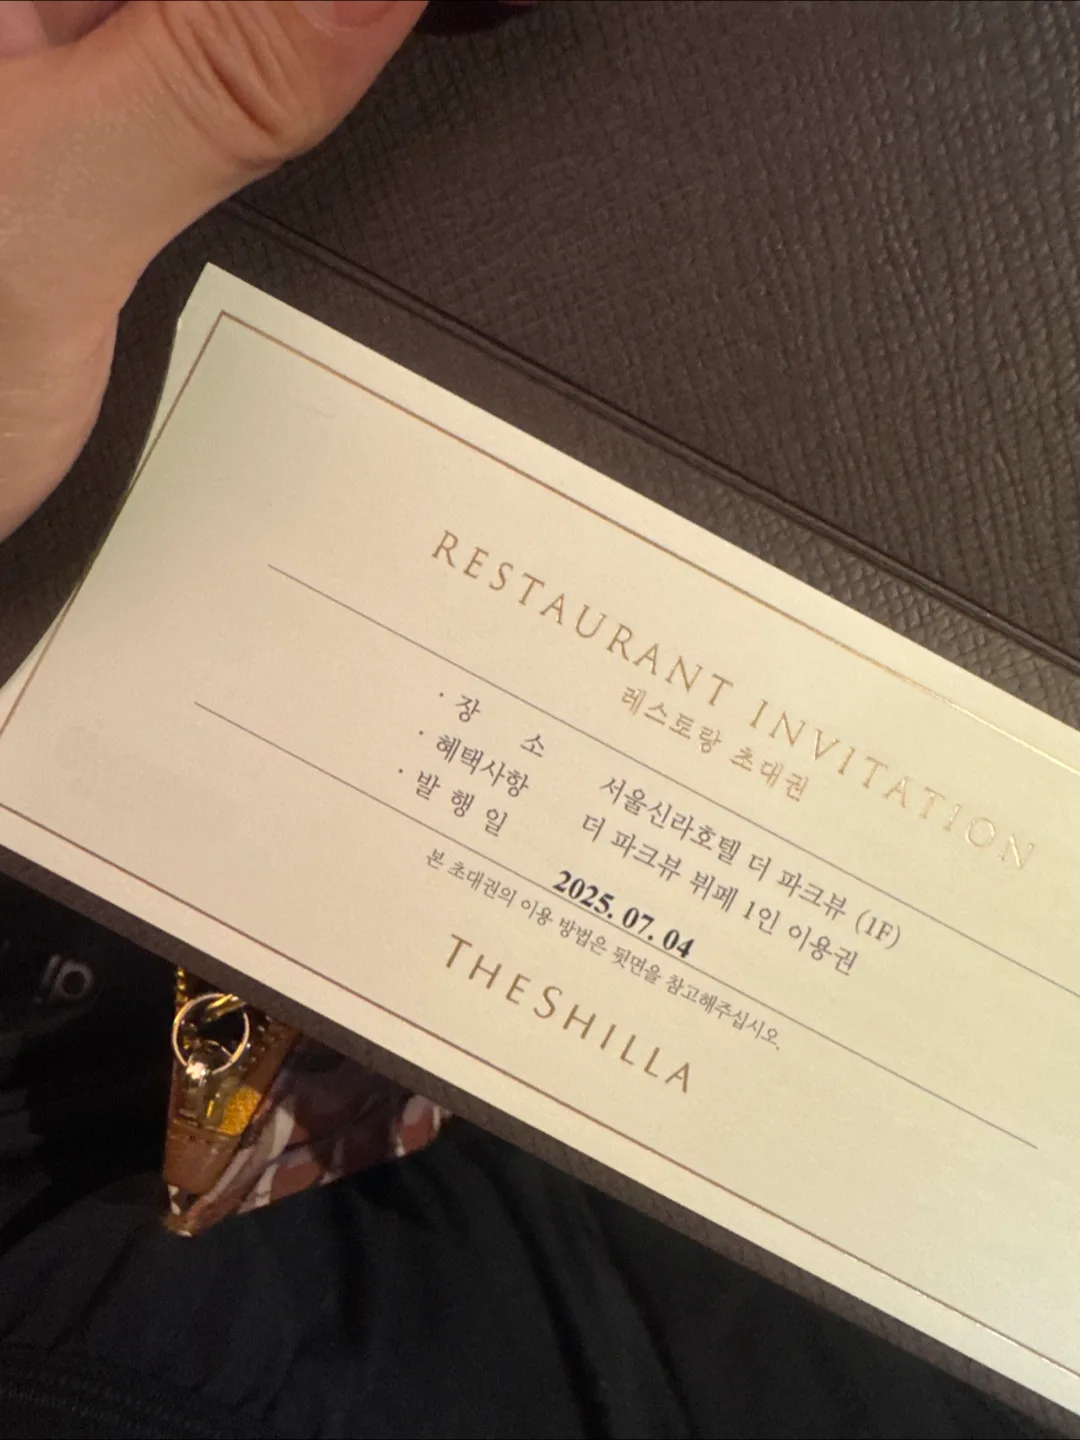 RESTAURANT INVITATION
레스토랑 초대권
· 장 소 서울신라호텔 더 파크뷰 (1F)
· 혜택사항 더 파크뷰 뷔페 1인 이용권
· 발 행 일 2025. 07. 04
본 초대권의 이용 방법은 뒷면을 참고해주십시오.
THE SHILLA